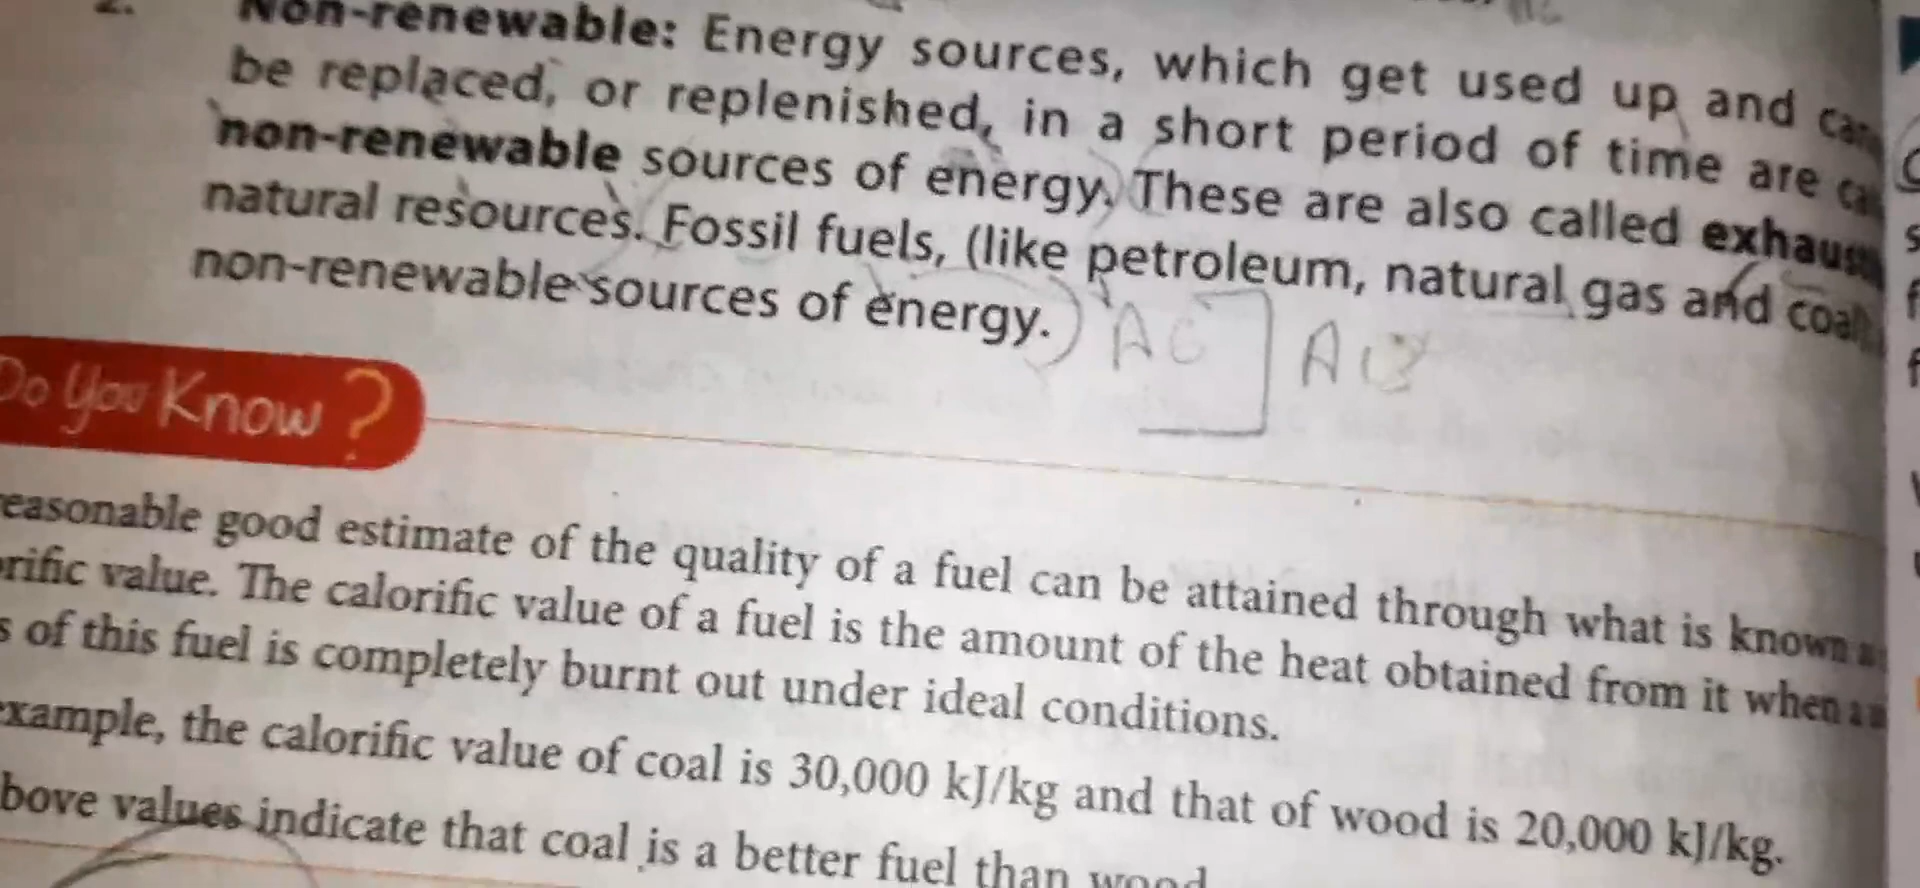 2. Non-renewable: Energy sources, which get used up and
be replaced, or replenished, in a short period of time are
non-renewable sources of energy. These are also called
natural resources. Fossil fuels, (like petroleum, natural gas and coal
non-renewable sources of energy.
AC
Do You Know?
easonable good estimate of the quality of a fuel can be attained through what is known
rific value. The calorific value of a fuel is the amount of the heat obtained from it when
s of this fuel is completely burnt out under ideal conditions.
xample, the calorific value of coal is 30,000 kJ/kg and that of wood is 20,000 kJ/kg.
bove values indicate that coal is a better fuel than wood